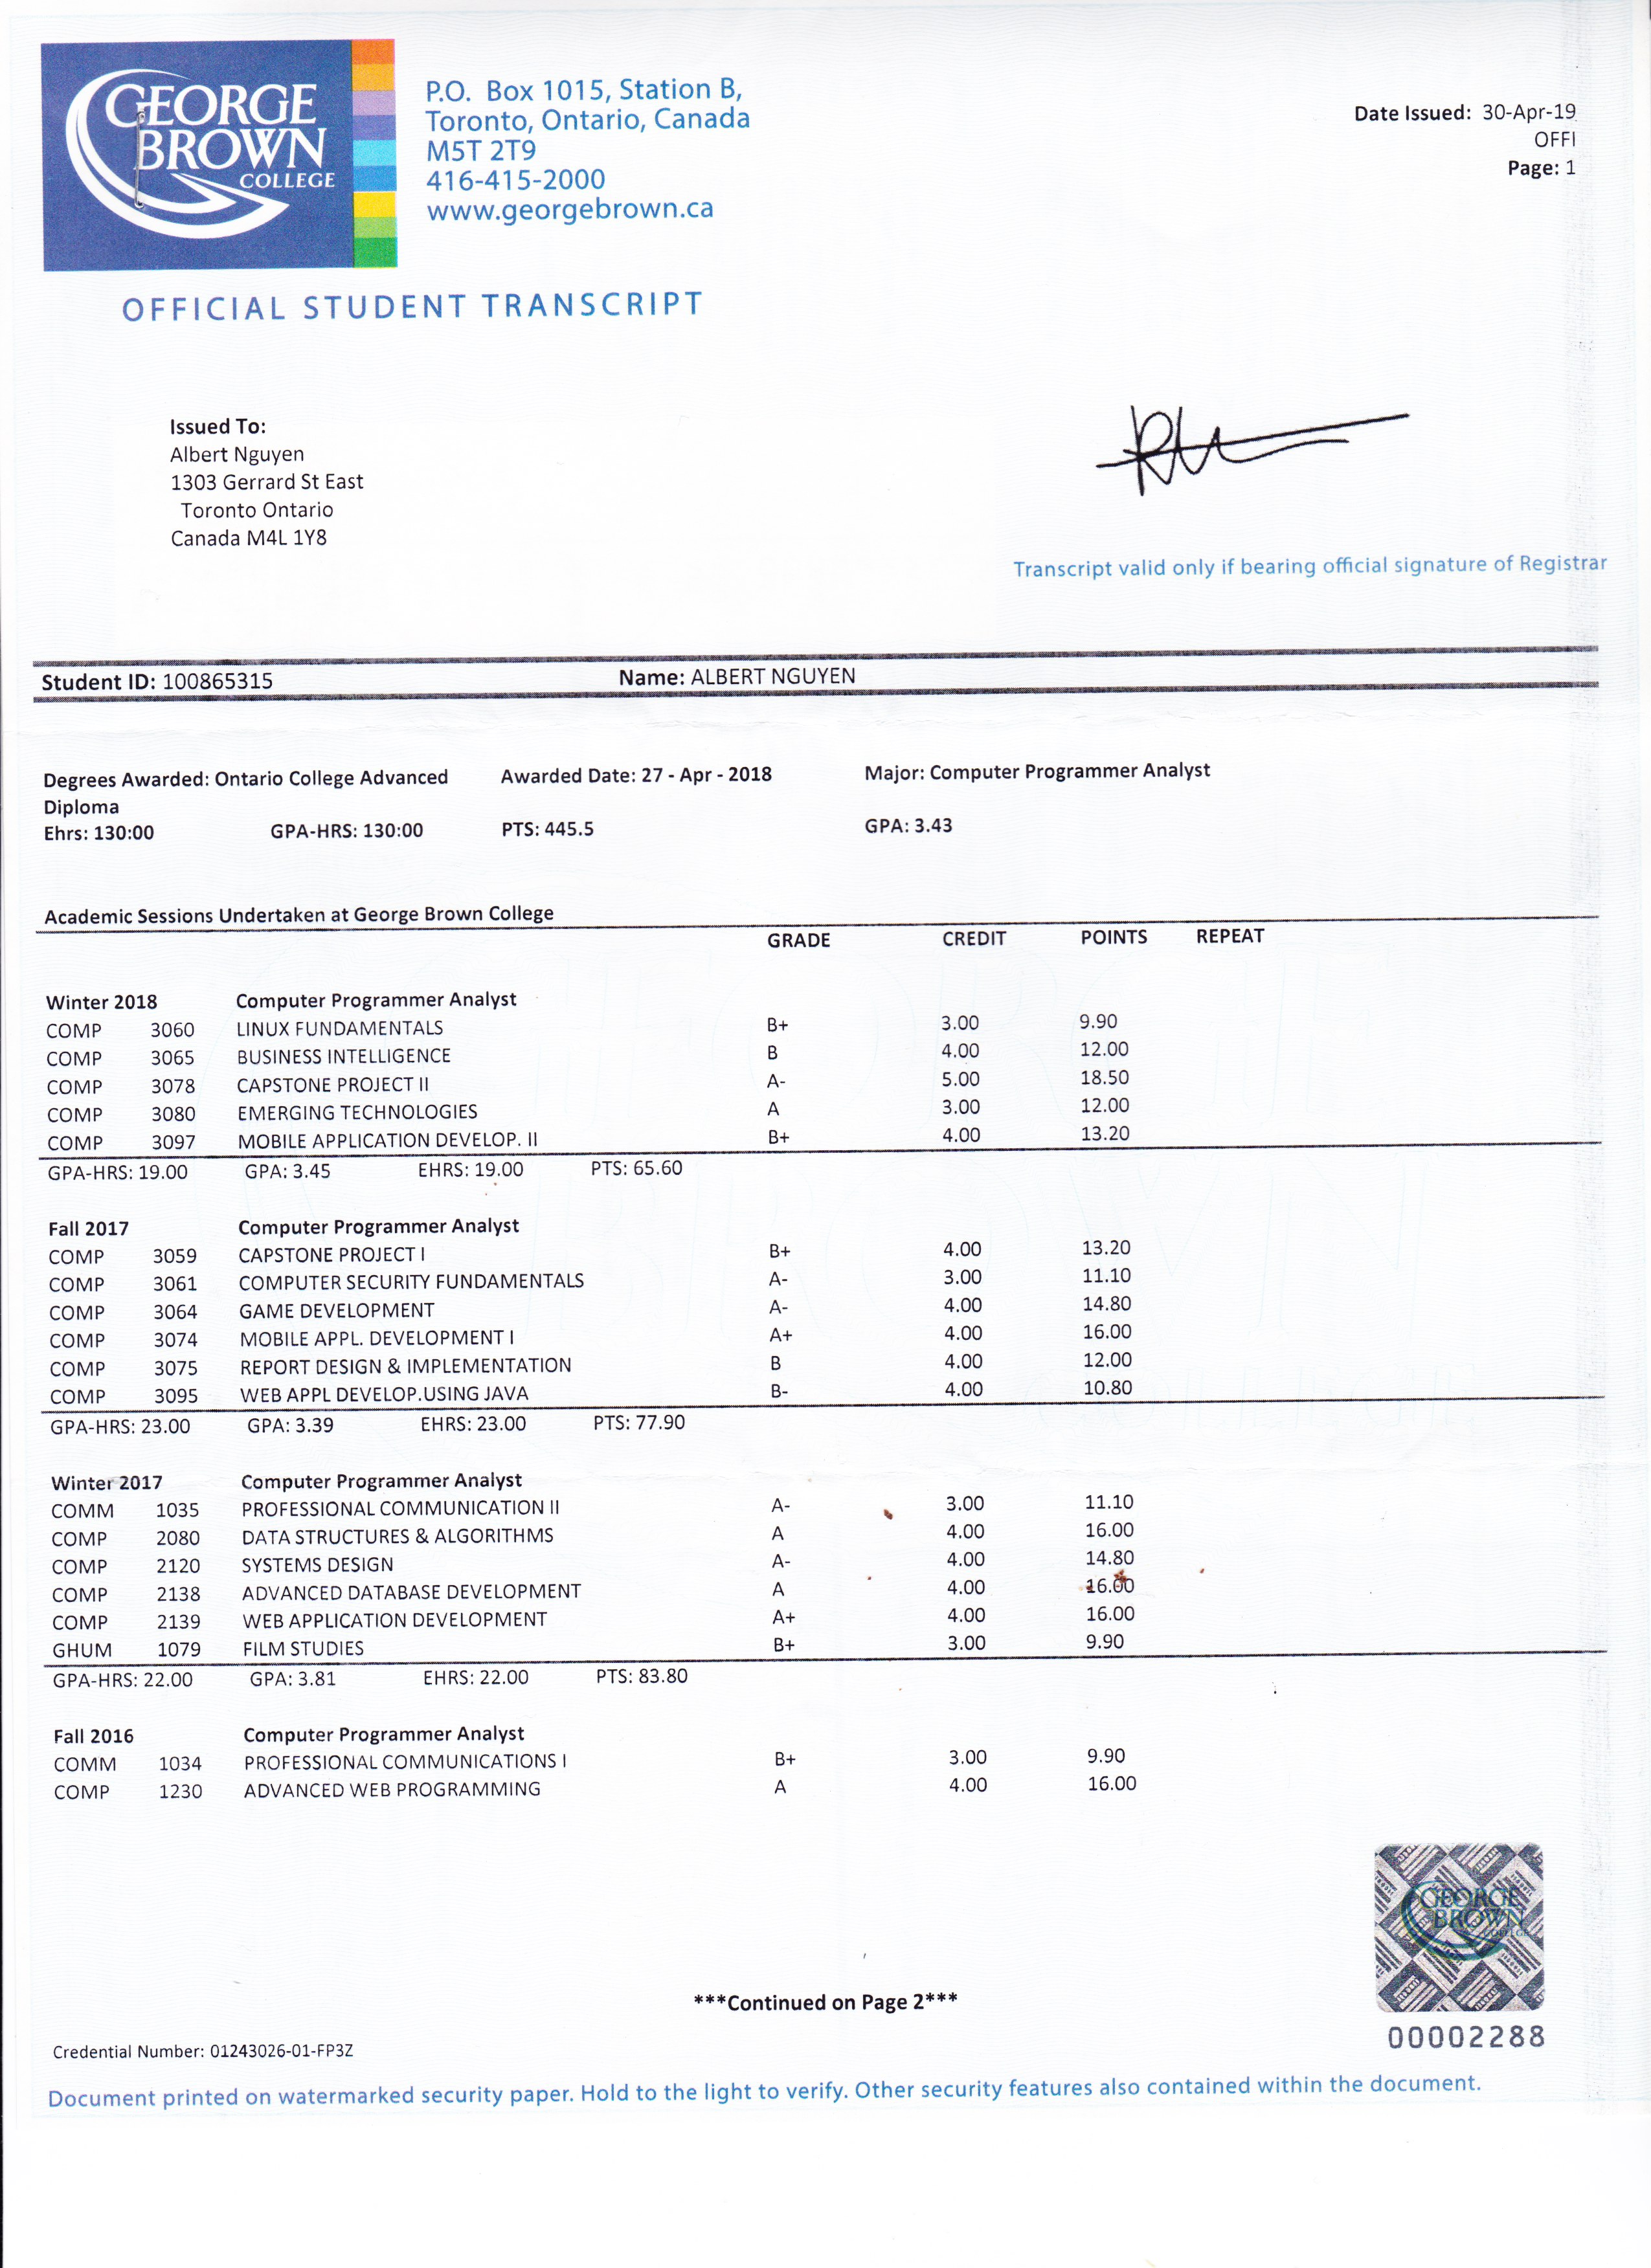 GEORGE
BROWN
COLLEGE
P.O. Box 1015, Station B,
Toronto, Ontario, Canada
M5T 2T9
416-415-2000
www.georgebrown.ca
Date Issued: 30-Apr-19
OFFI
Page: 1
OFFICIAL STUDENT TRANSCRIPT
Issued To:
Albert Nguyen
1303 Gerrard St East
Toronto Ontario
Canada M4L 1Y8
Transcript valid only if bearing official signature of Registrar
Student ID: 100865315 Name: ALBERT NGUYEN
Degrees Awarded: Ontario College Advanced Awarded Date: 27 - Apr - 2018 Major: Computer Programmer Analyst
Diploma
Ehrs: 130:00 GPA-HRS: 130:00 PTS: 445.5 GPA: 3.43
Academic Sessions Undertaken at George Brown College
GRADE CREDIT POINTS REPEAT
Winter 2018 Computer Programmer Analyst
COMP 3060 LINUX FUNDAMENTALS B+ 3.00 9.90
COMP 3065 BUSINESS INTELLIGENCE B 4.00 12.00
COMP 3078 CAPSTONE PROJECT II A- 5.00 18.50
COMP 3080 EMERGING TECHNOLOGIES A 3.00 12.00
COMP 3097 MOBILE APPLICATION DEVELOP. II B+ 4.00 13.20
GPA-HRS: 19.00 GPA: 3.45 EHRS: 19.00 PTS: 65.60
Fall 2017 Computer Programmer Analyst
COMP 3059 CAPSTONE PROJECT I B+ 4.00 13.20
COMP 3061 COMPUTER SECURITY FUNDAMENTALS A- 3.00 11.10
COMP 3064 GAME DEVELOPMENT A- 4.00 14.80
COMP 3074 MOBILE APPL. DEVELOPMENT I A+ 4.00 16.00
COMP 3075 REPORT DESIGN & IMPLEMENTATION B 4.00 12.00
COMP 3095 WEB APPL DEVELOP.USING JAVA B- 4.00 10.80
GPA-HRS: 23.00 GPA: 3.39 EHRS: 23.00 PTS: 77.90
Winter 2017 Computer Programmer Analyst
COMM 1035 PROFESSIONAL COMMUNICATION II A- 3.00 11.10
COMP 2080 DATA STRUCTURES & ALGORITHMS A 4.00 16.00
COMP 2120 SYSTEMS DESIGN A- 4.00 14.80
COMP 2138 ADVANCED DATABASE DEVELOPMENT A 4.00 16.00
COMP 2139 WEB APPLICATION DEVELOPMENT A+ 4.00 16.00
GHUM 1079 FILM STUDIES B+ 3.00 9.90
GPA-HRS: 22.00 GPA: 3.81 EHRS: 22.00 PTS: 83.80
Fall 2016 Computer Programmer Analyst
COMM 1034 PROFESSIONAL COMMUNICATIONS I B+ 3.00 9.90
COMP 1230 ADVANCED WEB PROGRAMMING A 4.00 16.00
GEORGE
BROWN
COLLEGE
***Continued on Page 2***
00002288
Credential Number: 01243026-01-FP3Z
Document printed on watermarked security paper. Hold to the light to verify. Other security features also contained within the document.